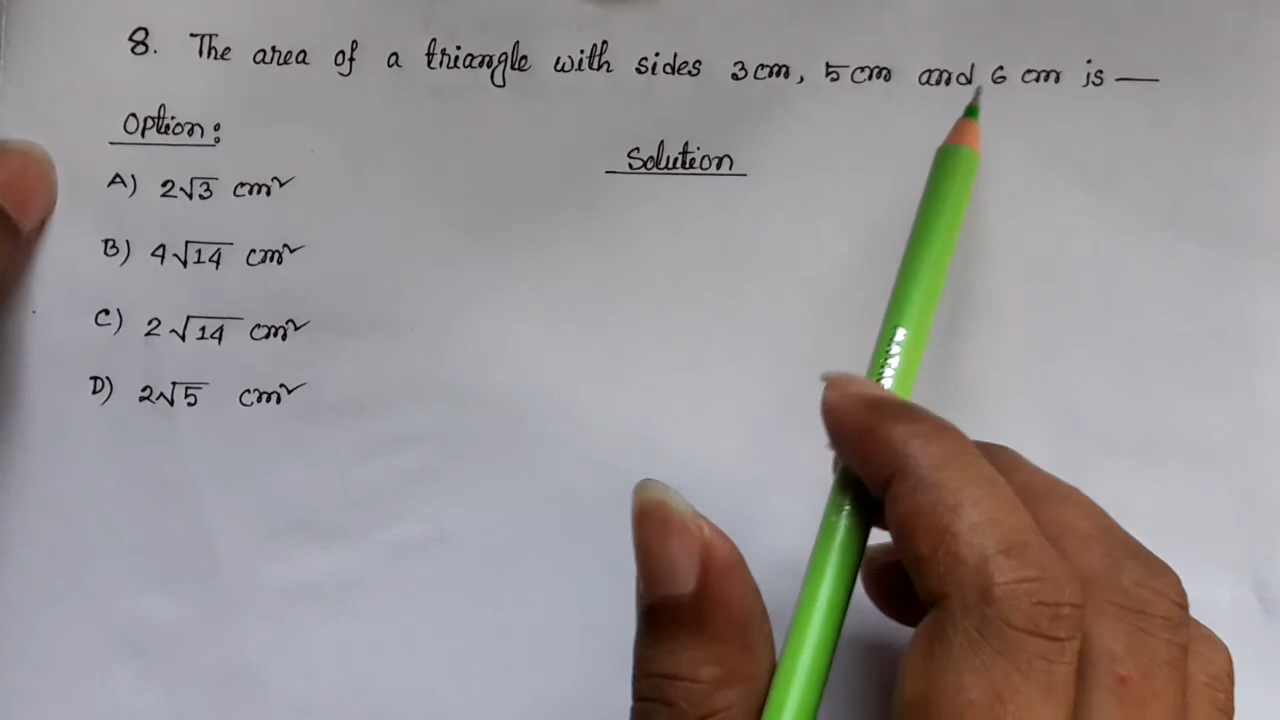 8. The area of a triangle with sides 3cm, 5cm and 6 cm is —
Option:
Solution
A) 2√3 cm²
B) 4√14 cm²
C) 2√14 cm²
D) 2√5 cm²